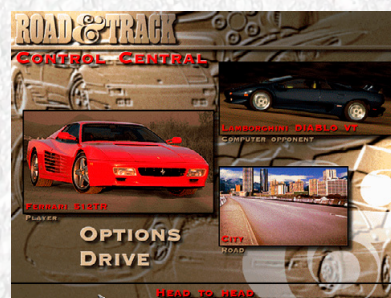 ROAD & TRACK
Control Central
Lamborghini DIABLO VT
Computer opponent
Ferrari 512TR
Player
City
Road
Options
Drive
Head to head